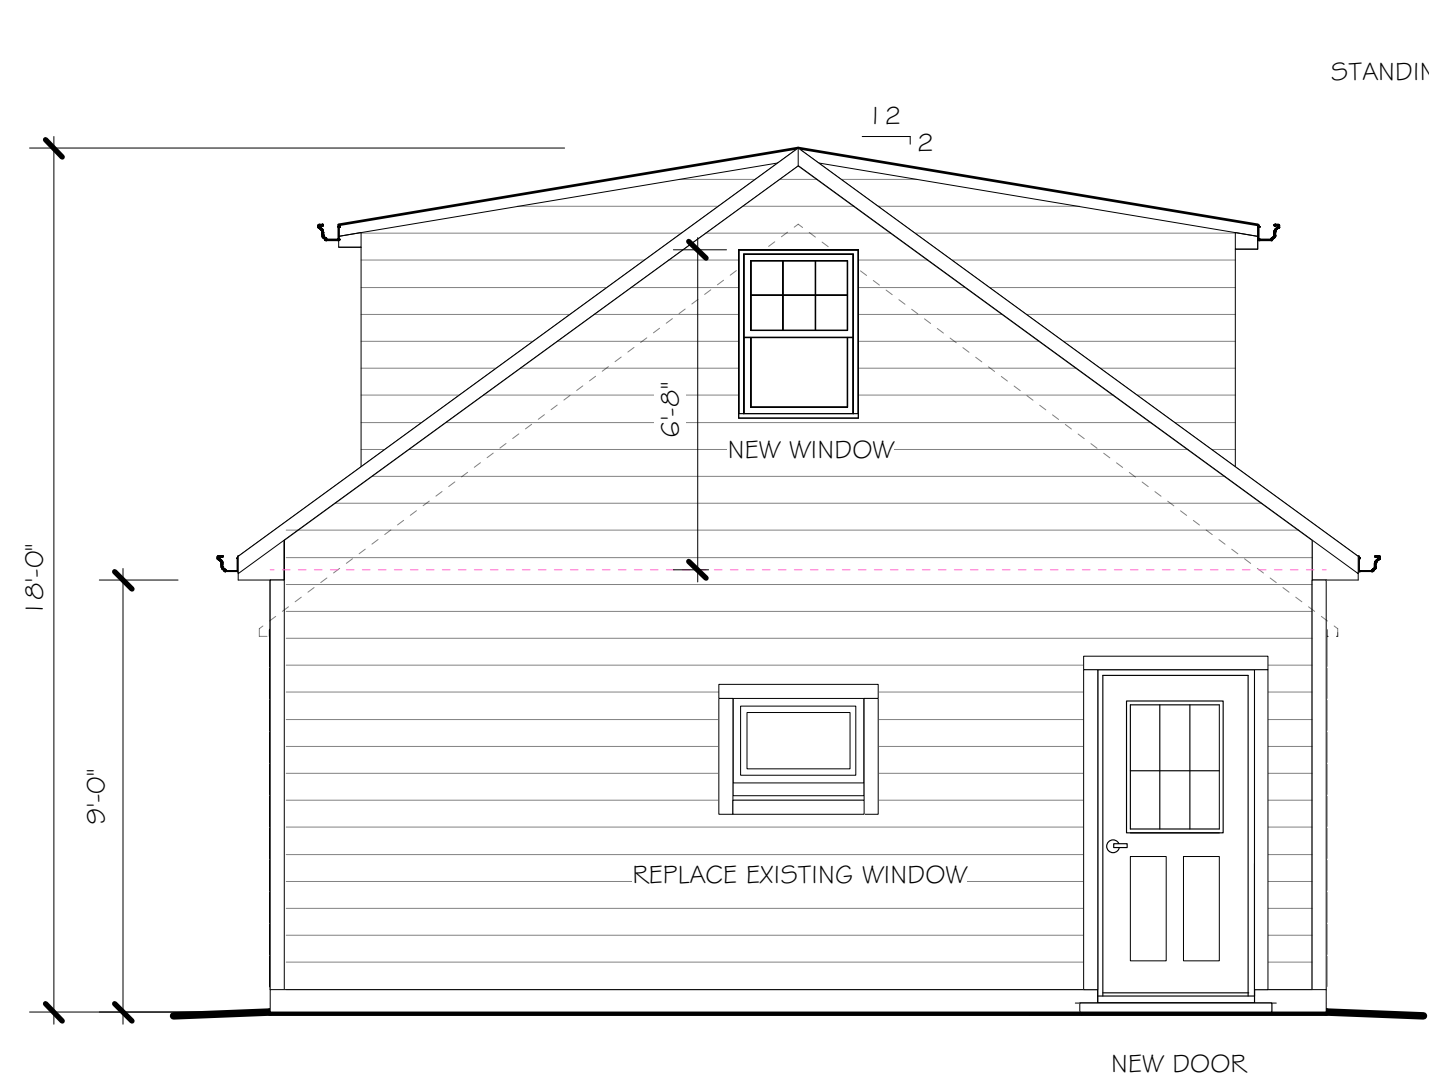 STANDIN
12
2
18'-0"
6'-8"
NEW WINDOW
9'-0"
REPLACE EXISTING WINDOW
NEW DOOR